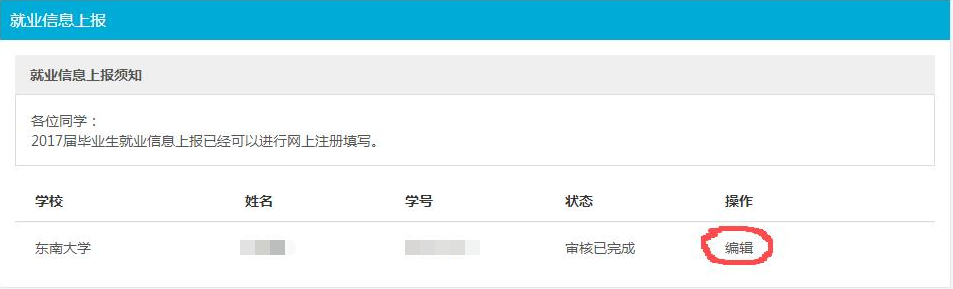 就业信息上报
就业信息上报须知
各位同学：
2017届毕业生就业信息上报已经可以进行网上注册填写。
学校 姓名 学号 状态 操作
东南大学 审核已完成 编辑